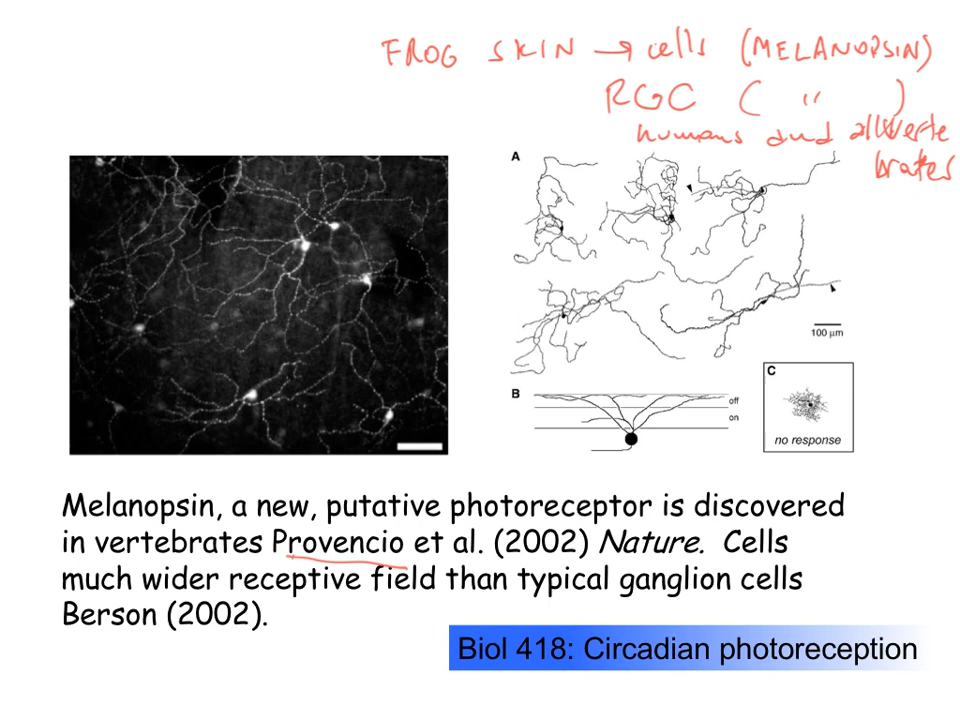 FROG SKIN → cells (MELANOPSIN)
RGC ( " )
humans and all verte
brates
A
100 µm
B
off
on
C
no response
Melanopsin, a new, putative photoreceptor is discovered
in vertebrates Provencio et al. (2002) Nature. Cells
much wider receptive field than typical ganglion cells
Berson (2002).
Biol 418: Circadian photoreception